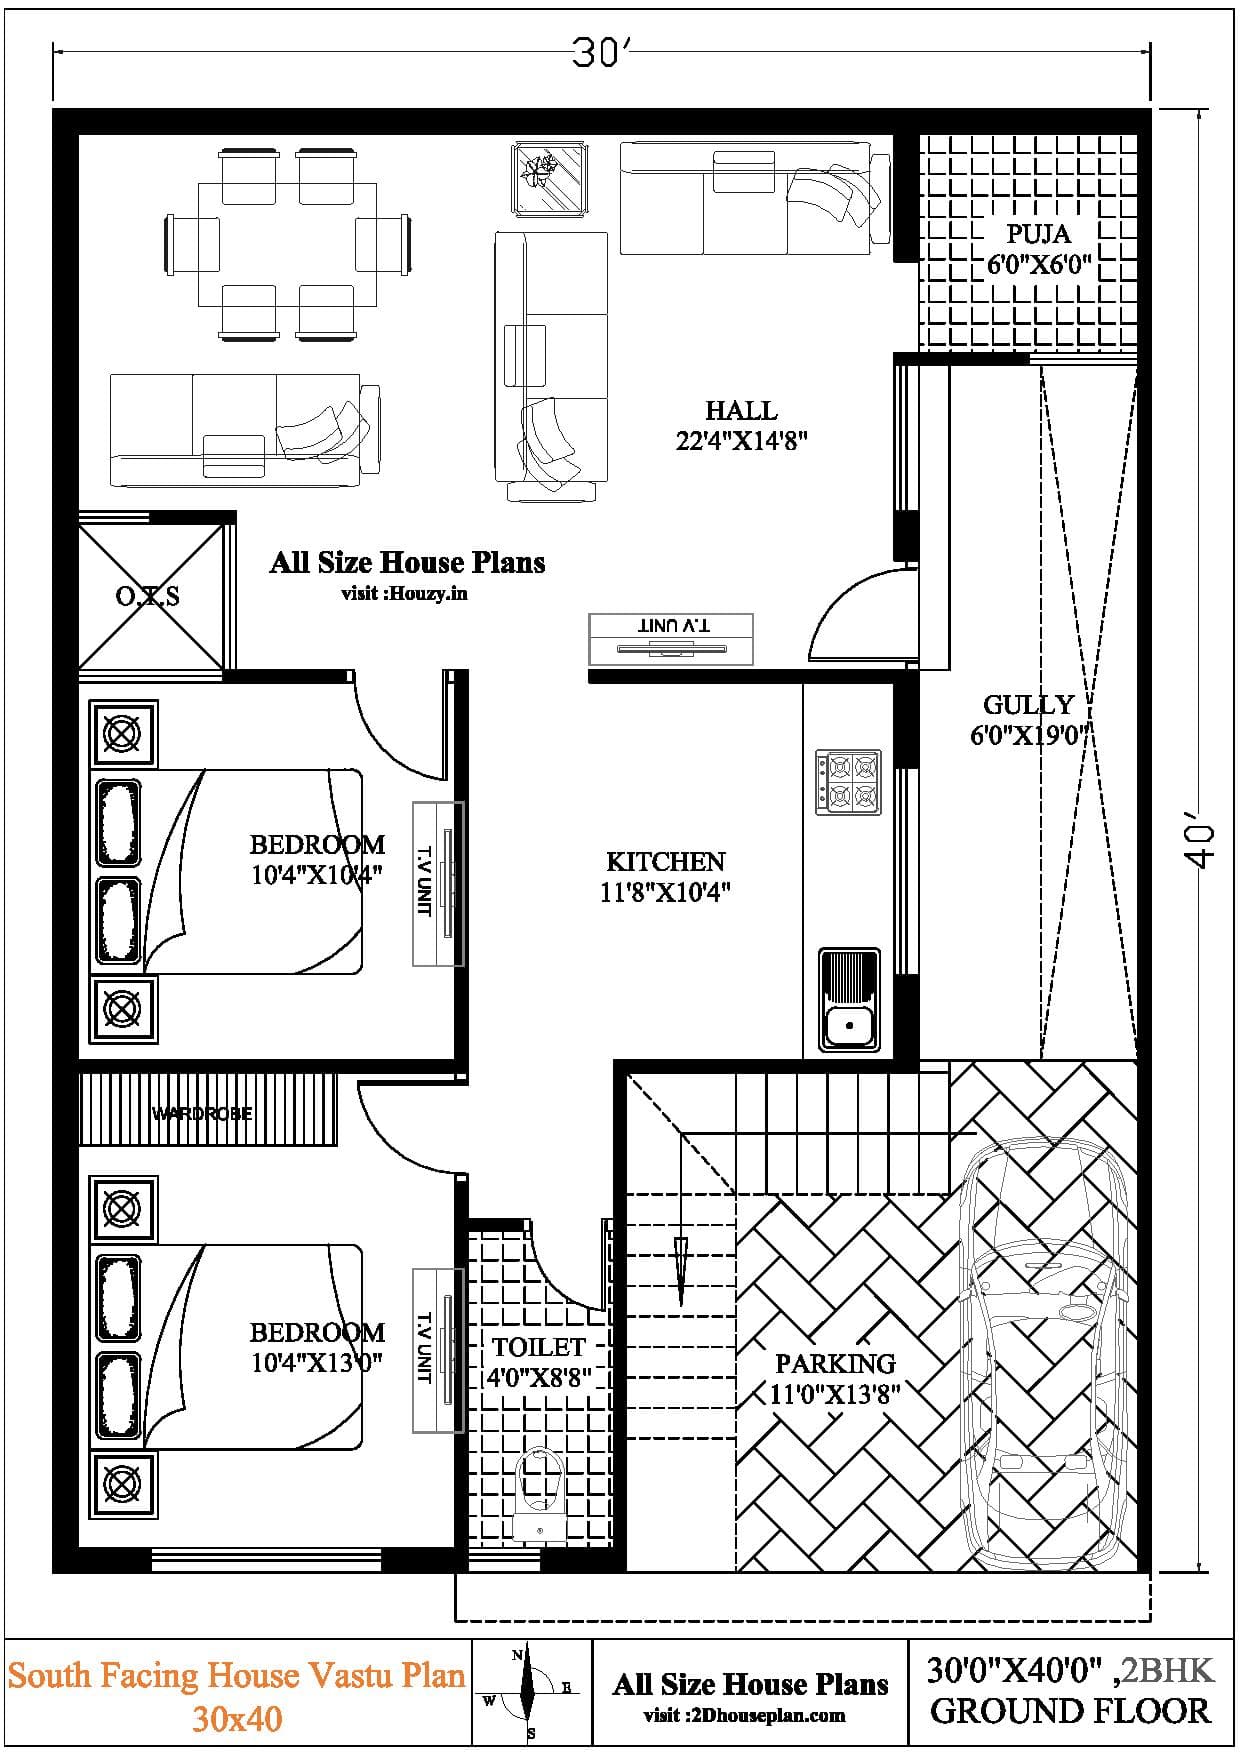 30'
PUJA
6'0"X6'0"
HALL
22'4"X14'8"
All Size House Plans
visit :Houzy.in
O.T.S
T.V UNIT
GULLY
6'0"X19'0"
40'
BEDROOM
10'4"X10'4"
T.V UNIT
KITCHEN
11'8"X10'4"
WARDROBE
BEDROOM
10'4"X13'0"
T.V UNIT
TOILET
4'0"X8'8"
PARKING
11'0"X13'8"
South Facing House Vastu Plan
30x40
N
E
W
S
All Size House Plans
visit :2Dhouseplan.com
30'0"X40'0" ,2BHK
GROUND FLOOR